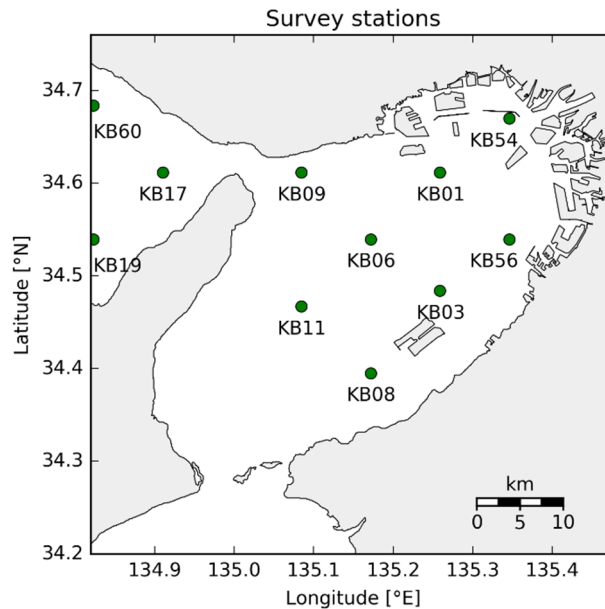 Survey stations
34.7
KB60
KB54
34.6
KB17
KB09
KB01
KB19
KB06
KB56
34.5
KB11
KB03
34.4
KB08
34.3
34.2
Latitude [°N]
km
0 5 10
134.9 135.0 135.1 135.2 135.3 135.4
Longitude [°E]